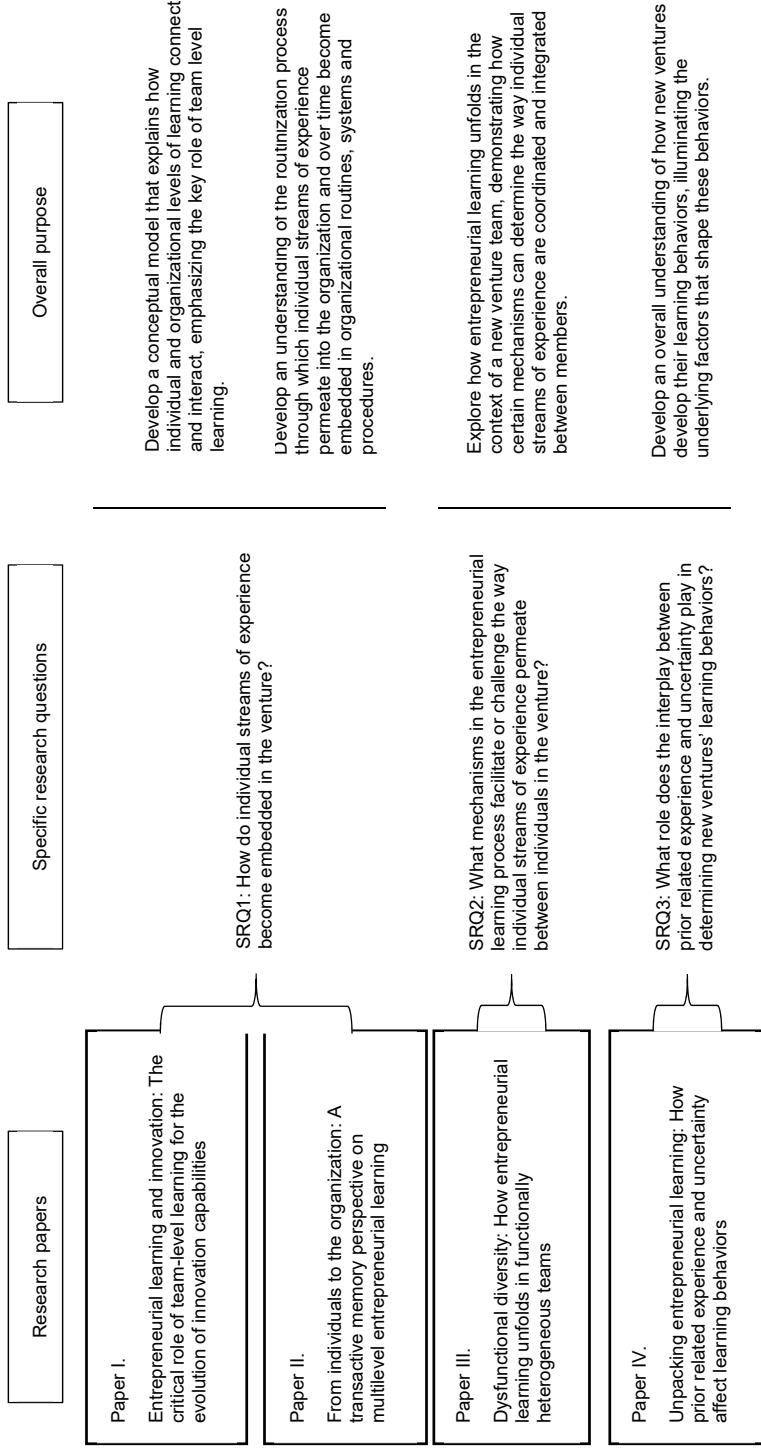 Research papers
Specific research questions
Overall purpose
Paper I.
Entrepreneurial learning and innovation: The
critical role of team-level learning for the
evolution of innovation capabilities
Paper II.
From individuals to the organization: A
transactive memory perspective on
multilevel entrepreneurial learning
SRQ1: How do individual streams of experience
become embedded in the venture?
Develop a conceptual model that explains how
individual and organizational levels of learning connect
and interact, emphasizing the key role of team level
learning.
Develop an understanding of the routinization process
through which individual streams of experience
permeate into the organization and over time become
embedded in organizational routines, systems and
procedures.
Paper III.
Dysfunctional diversity: How entrepreneurial
learning unfolds in functionally
heterogeneous teams
SRQ2: What mechanisms in the entrepreneurial
learning process facilitate or challenge the way
individual streams of experience permeate
between individuals in the venture?
Explore how entrepreneurial learning unfolds in the
context of a new venture team, demonstrating how
certain mechanisms can determine the way individual
streams of experience are coordinated and integrated
between members.
Paper IV.
Unpacking entrepreneurial learning: How
prior related experience and uncertainty
affect learning behaviors
SRQ3: What role does the interplay between
prior related experience and uncertainty play in
determining new ventures’ learning behaviors?
Develop an overall understanding of how new ventures
develop their learning behaviors, illuminating the
underlying factors that shape these behaviors.